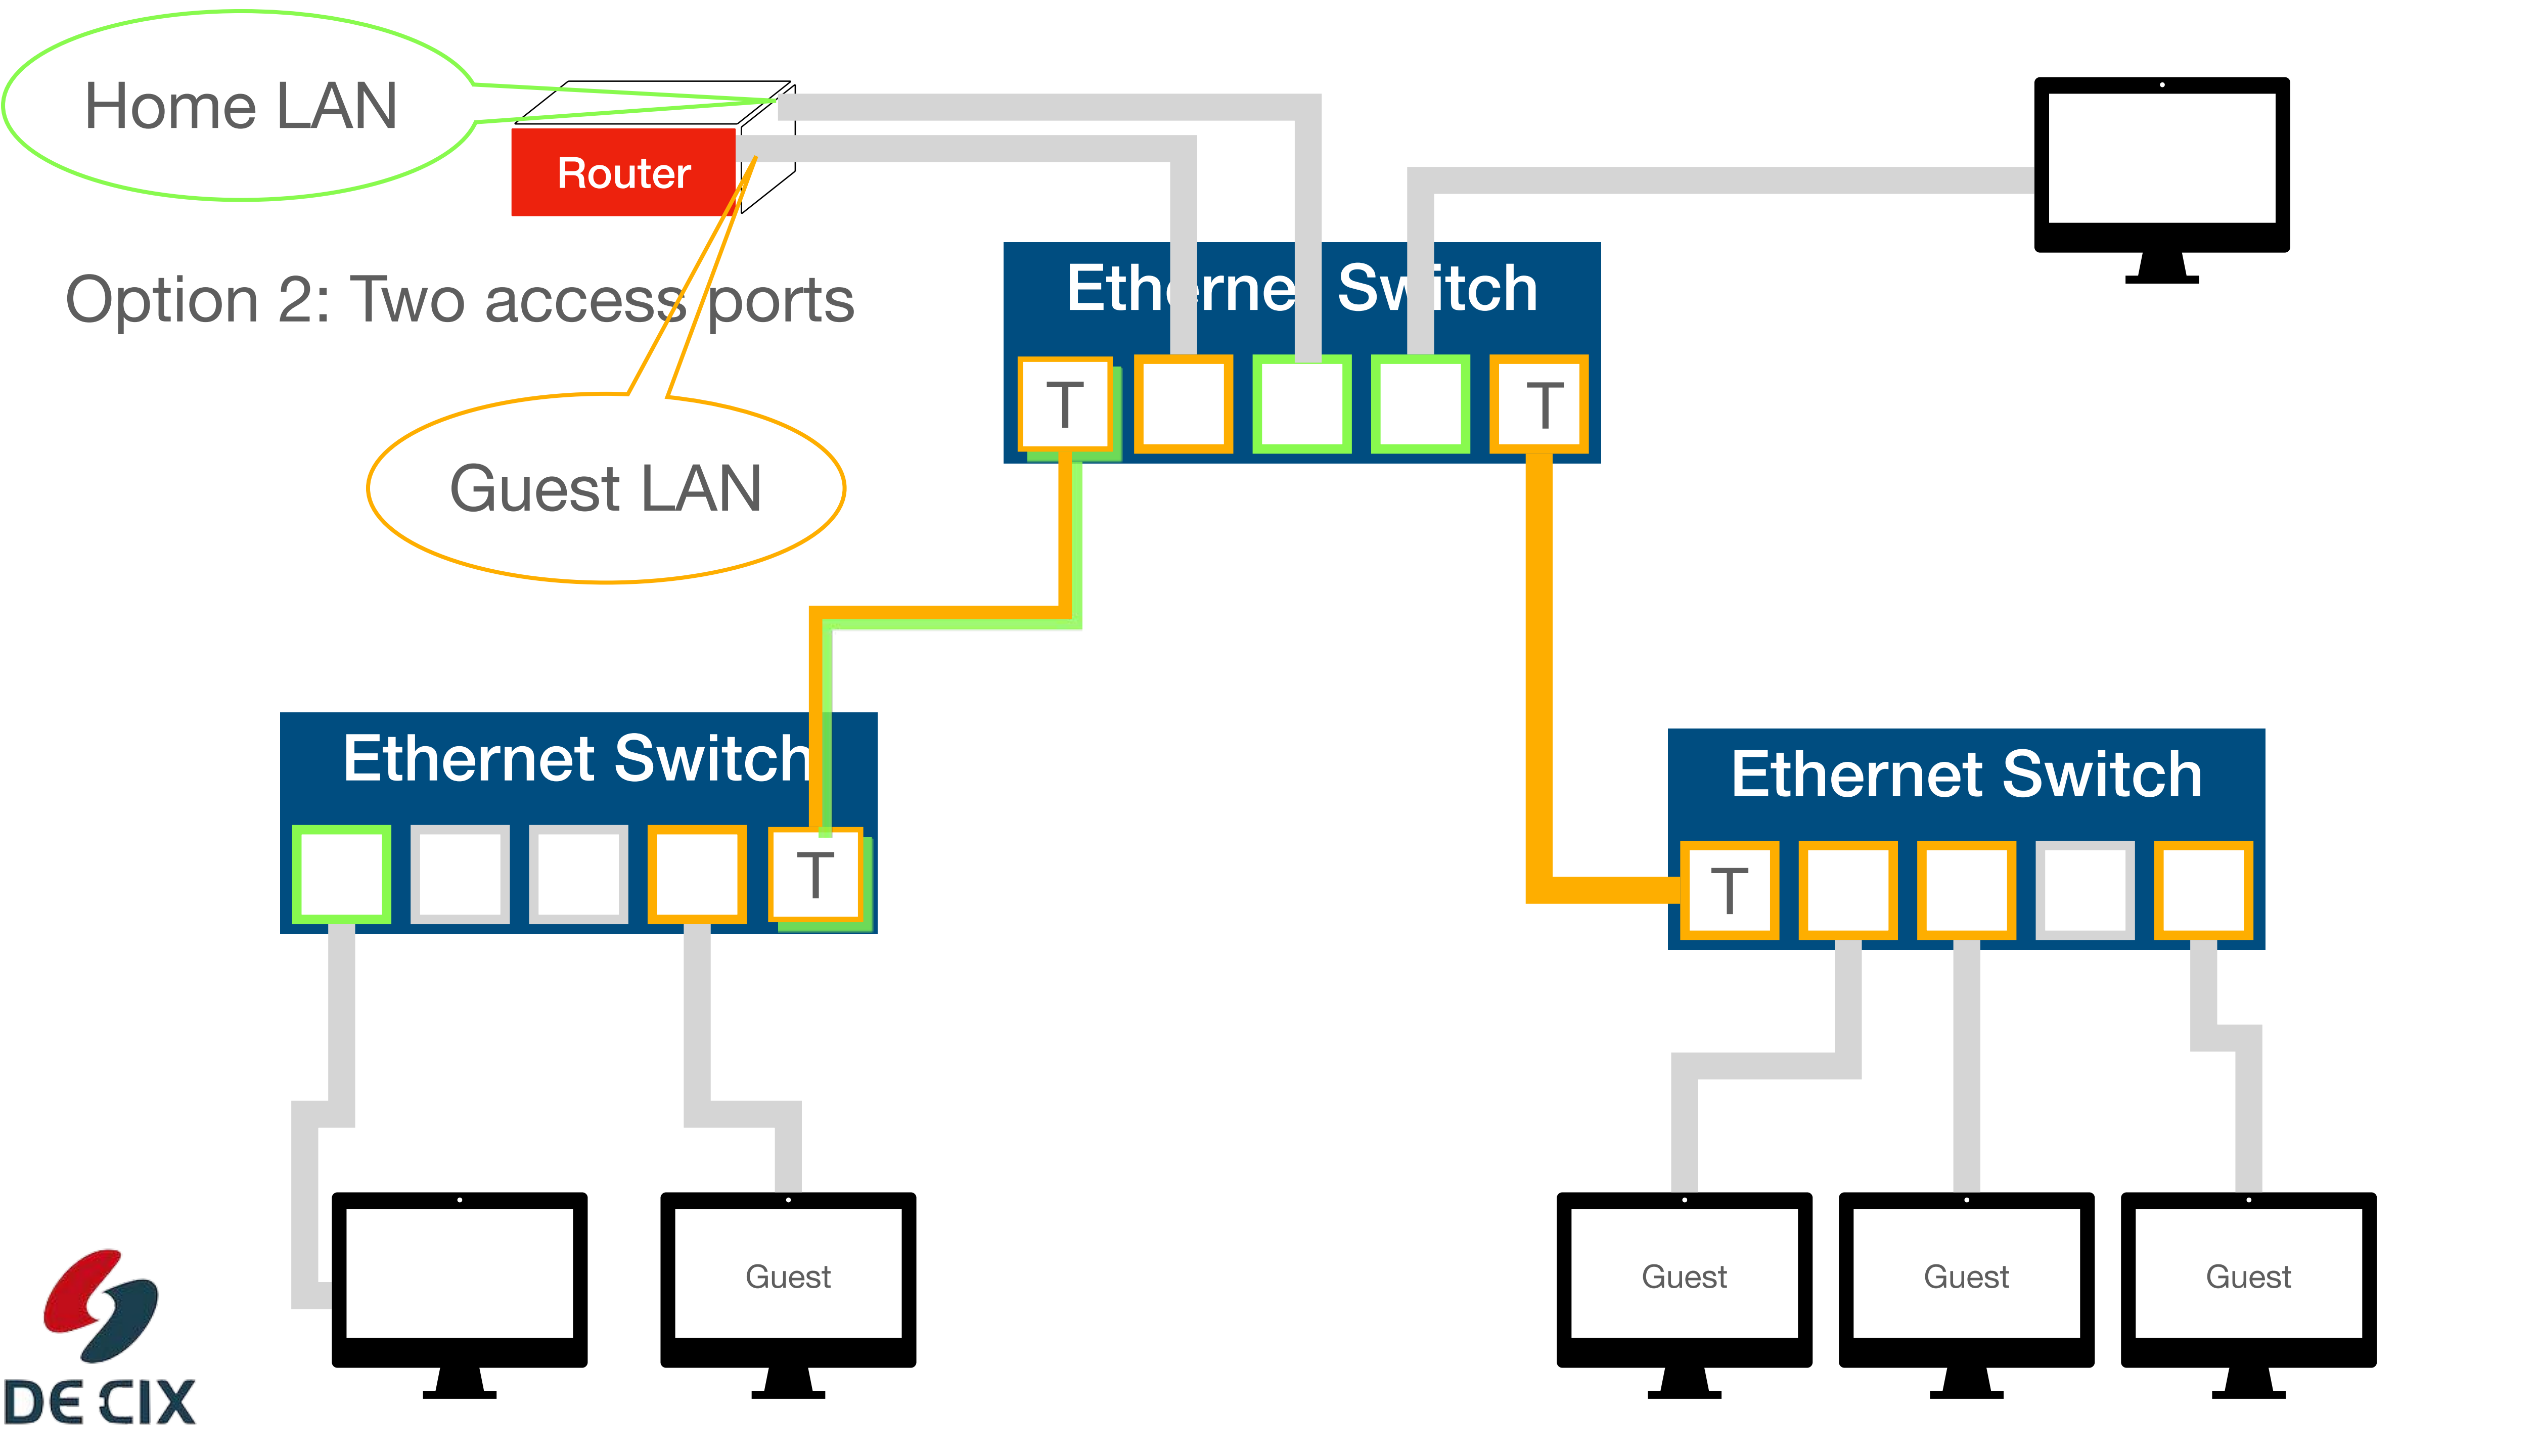 Home LAN
Router
Option 2: Two access ports
Ethernet Switch
T
T
Guest LAN
Ethernet Switch
T
Ethernet Switch
T
Guest
Guest
Guest
Guest
DE CIX